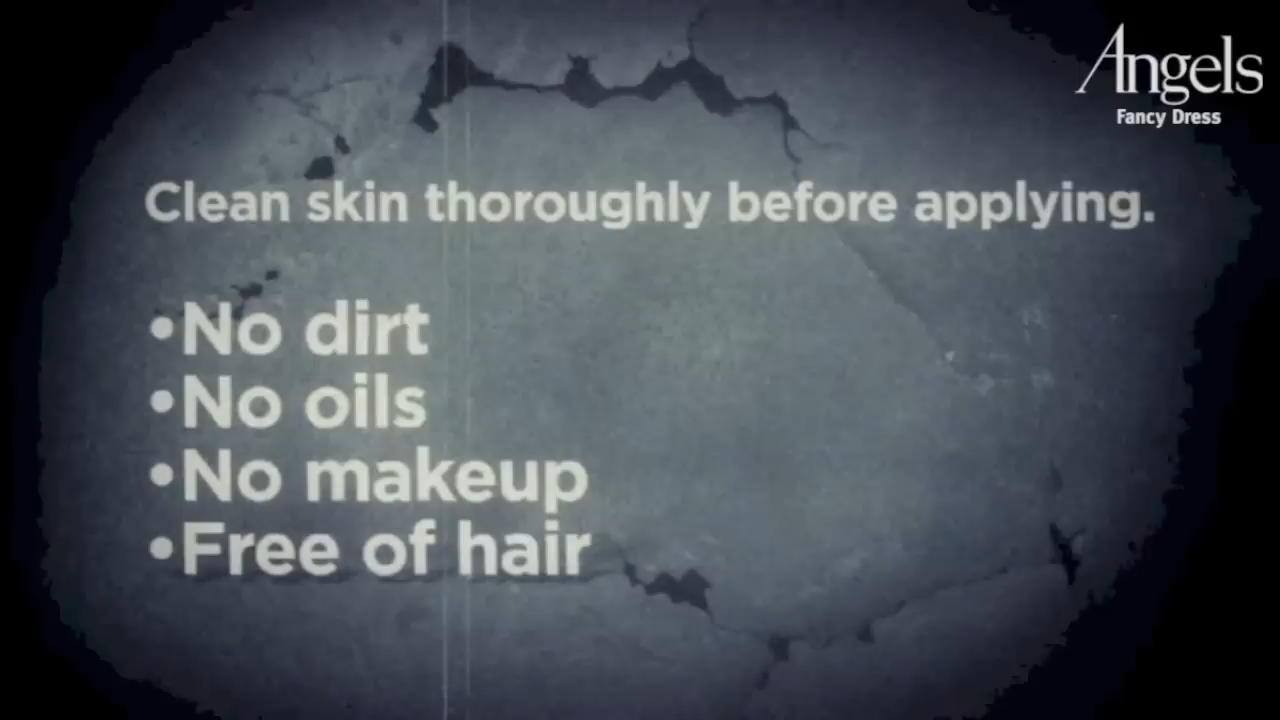 Angels
Fancy Dress
Clean skin thoroughly before applying.
•No dirt
•No oils
•No makeup
•Free of hair